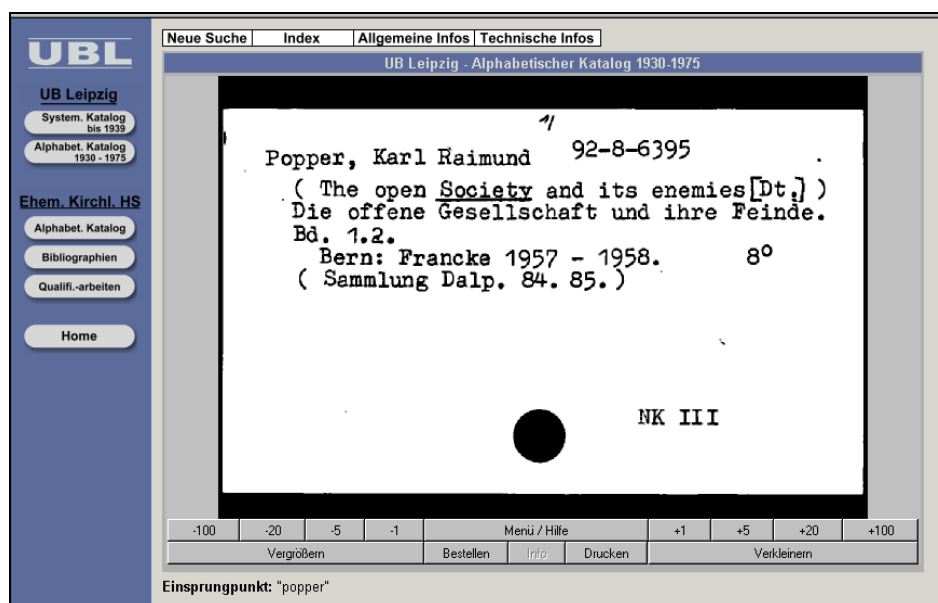 UBL
UB Leipzig
System. Katalog
bis 1939
Alphabet. Katalog
1930 - 1975
Ehem. Kirchl. HS
Alphabet. Katalog
Bibliographien
Qualifi.-arbeiten
Home
Neue Suche Index Allgemeine Infos Technische Infos
UB Leipzig - Alphabetischer Katalog 1930-1975
1/
Popper, Karl Raimund 92-8-6395
( The open Society and its enemies[Dt.] )
Die offene Gesellschaft und ihre Feinde.
Bd. 1.2.
Bern: Francke 1957 - 1958. 8º
( Sammlung Dalp. 84. 85. )
NK III
-100 -20 -5 -1 Menü / Hilfe +1 +5 +20 +100
Vergrößern Bestellen Info Drucken Verkleinern
Einsprungpunkt: "popper"